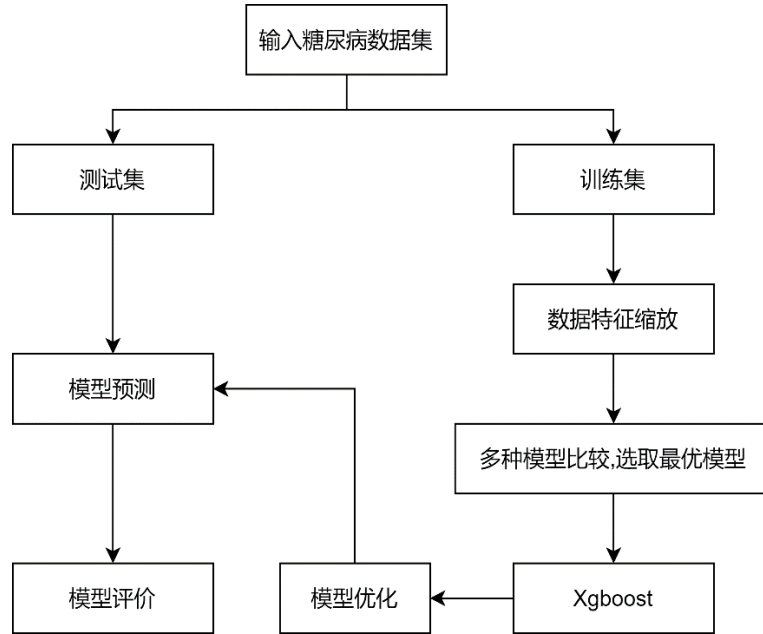 输入糖尿病数据集
测试集
训练集
数据特征缩放
模型预测
多种模型比较,选取最优模型
模型评价
模型优化
Xgboost